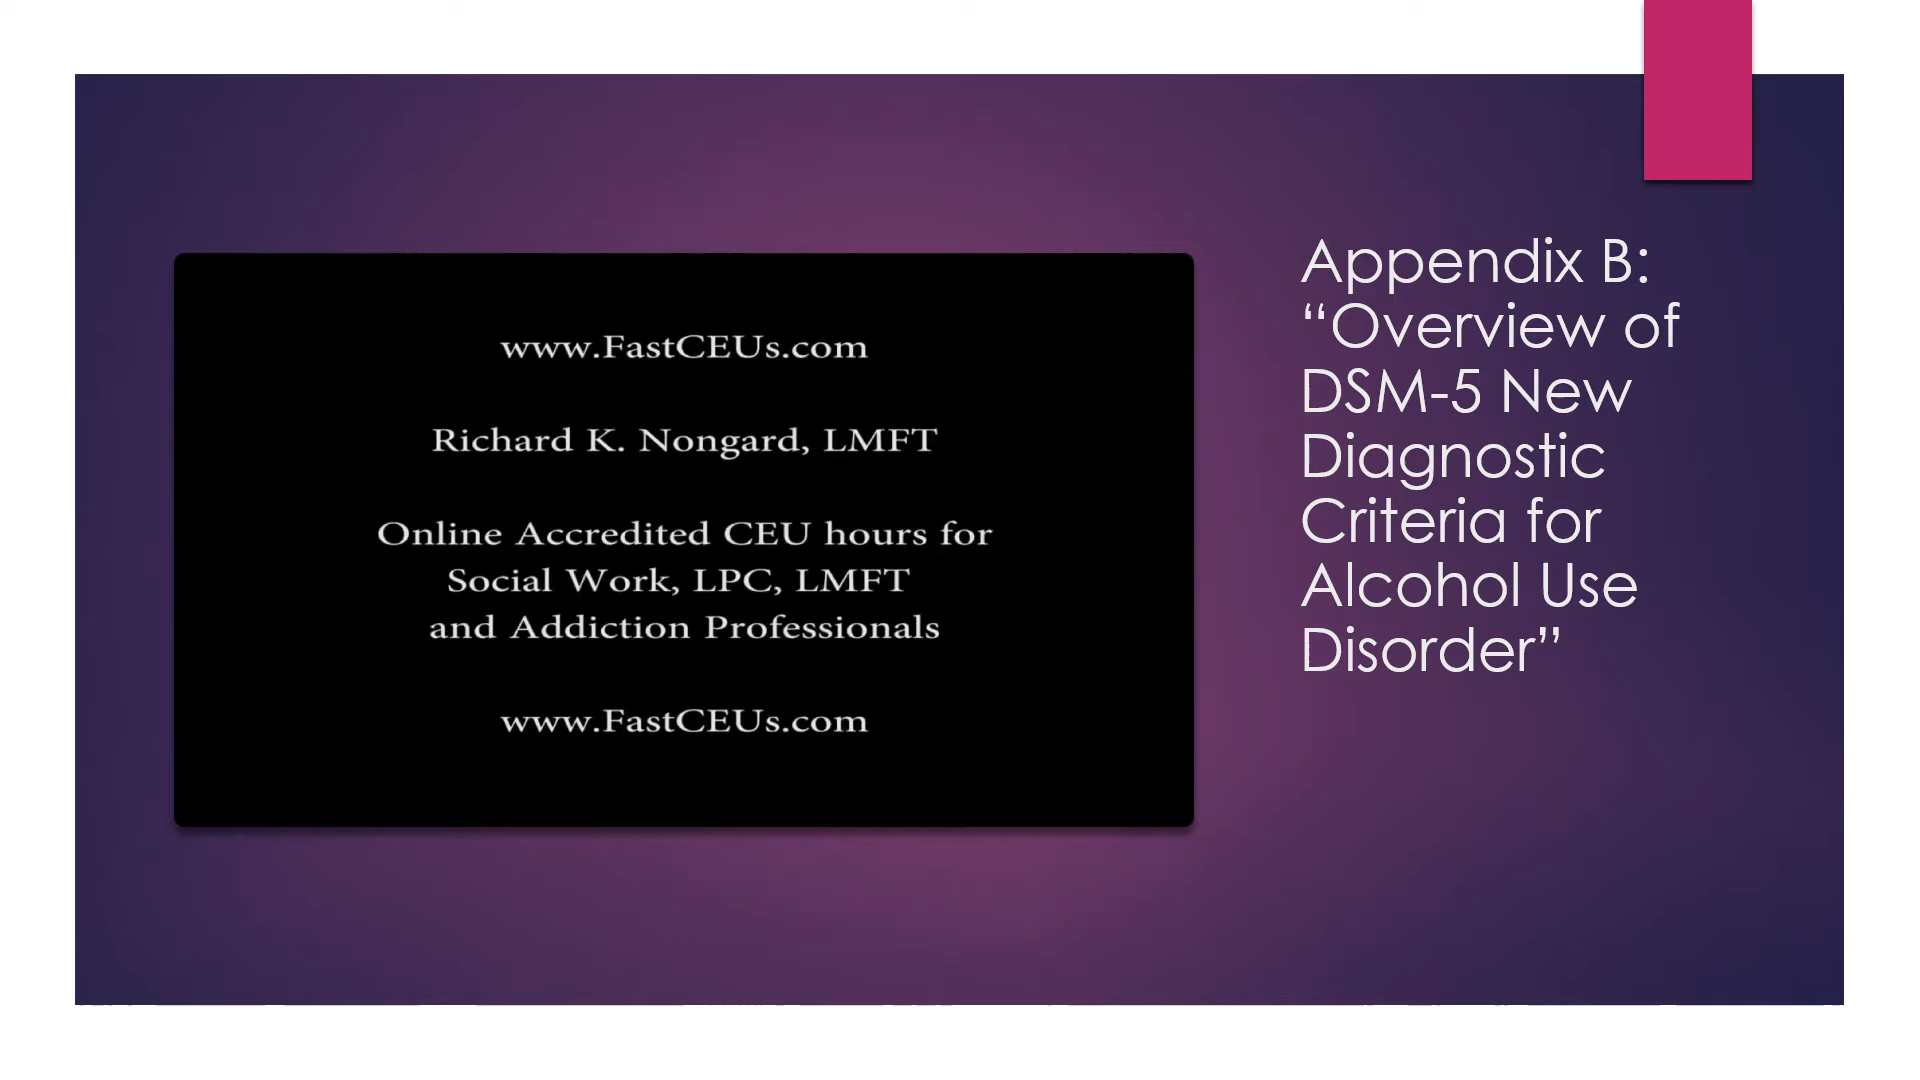 www.FastCEUs.com
Richard K. Nongard, LMFT
Online Accredited CEU hours for
Social Work, LPC, LMFT
and Addiction Professionals
www.FastCEUs.com
Appendix B:
“Overview of
DSM-5 New
Diagnostic
Criteria for
Alcohol Use
Disorder”